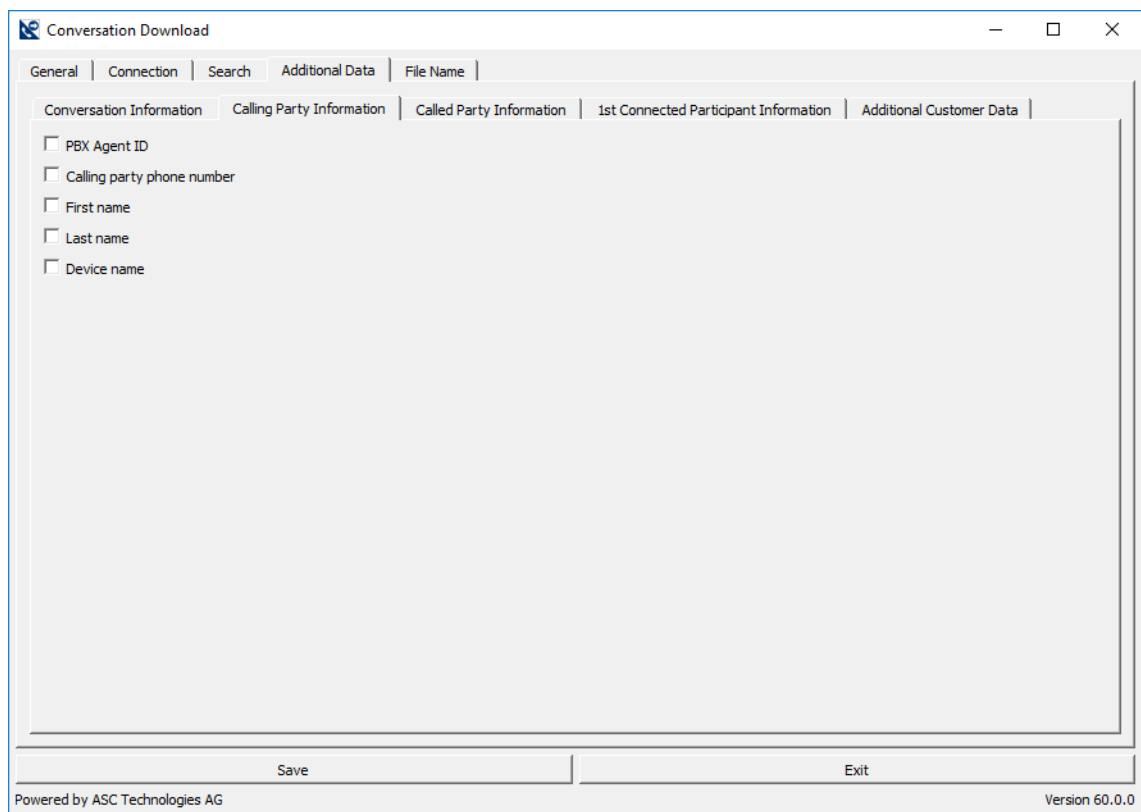 Conversation Download
General Connection Search Additional Data File Name
Conversation Information Calling Party Information Called Party Information 1st Connected Participant Information Additional Customer Data
PBX Agent ID
Calling party phone number
First name
Last name
Device name
Save Exit
Powered by ASC Technologies AG Version 60.0.0